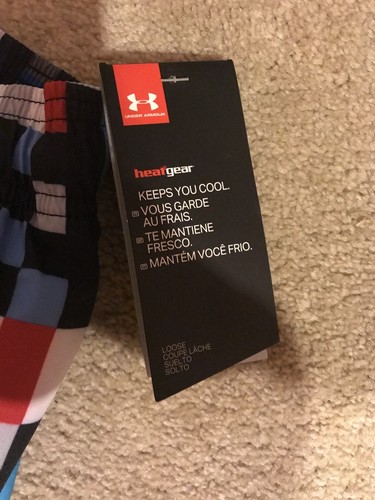 UNDER ARMOUR
heatgear
KEEPS YOU COOL.
VOUS GARDE
AU FRAIS.
TE MANTIENE
FRESCO.
MANTÉM VOCÊ FRIO.
LOOSE
COUPE LÂCHE
SUELTO
SOLTO